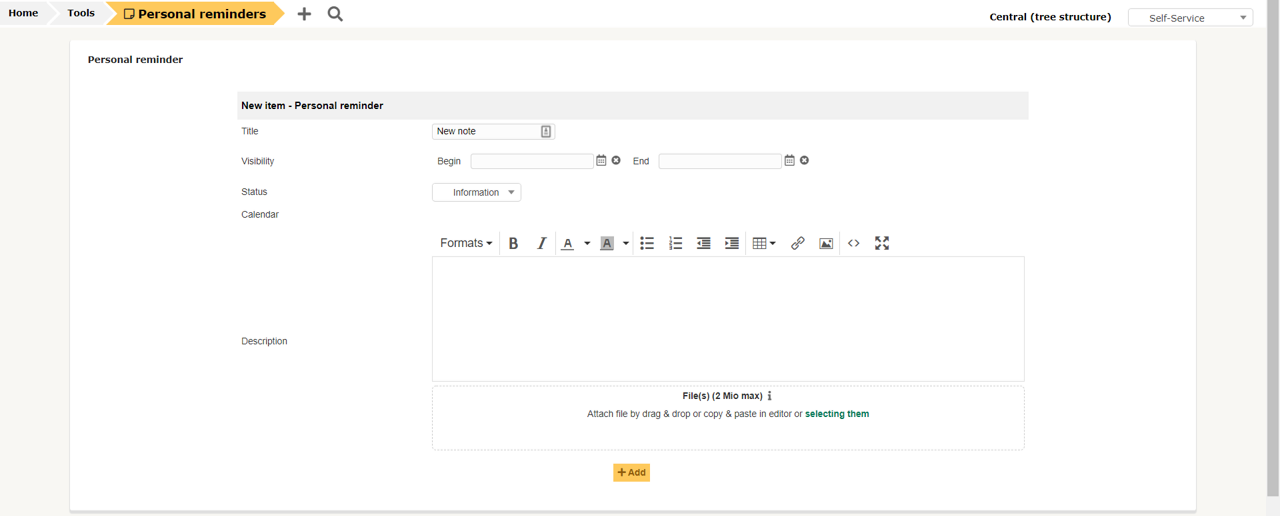 Home Tools Personal reminders
Central (tree structure) Self-Service
Personal reminder
New item - Personal reminder
Title New note
Visibility Begin End
Status Information
Calendar
Formats B I A A
Description
File(s) (2 Mio max)
Attach file by drag & drop or copy & paste in editor or selecting them
Add